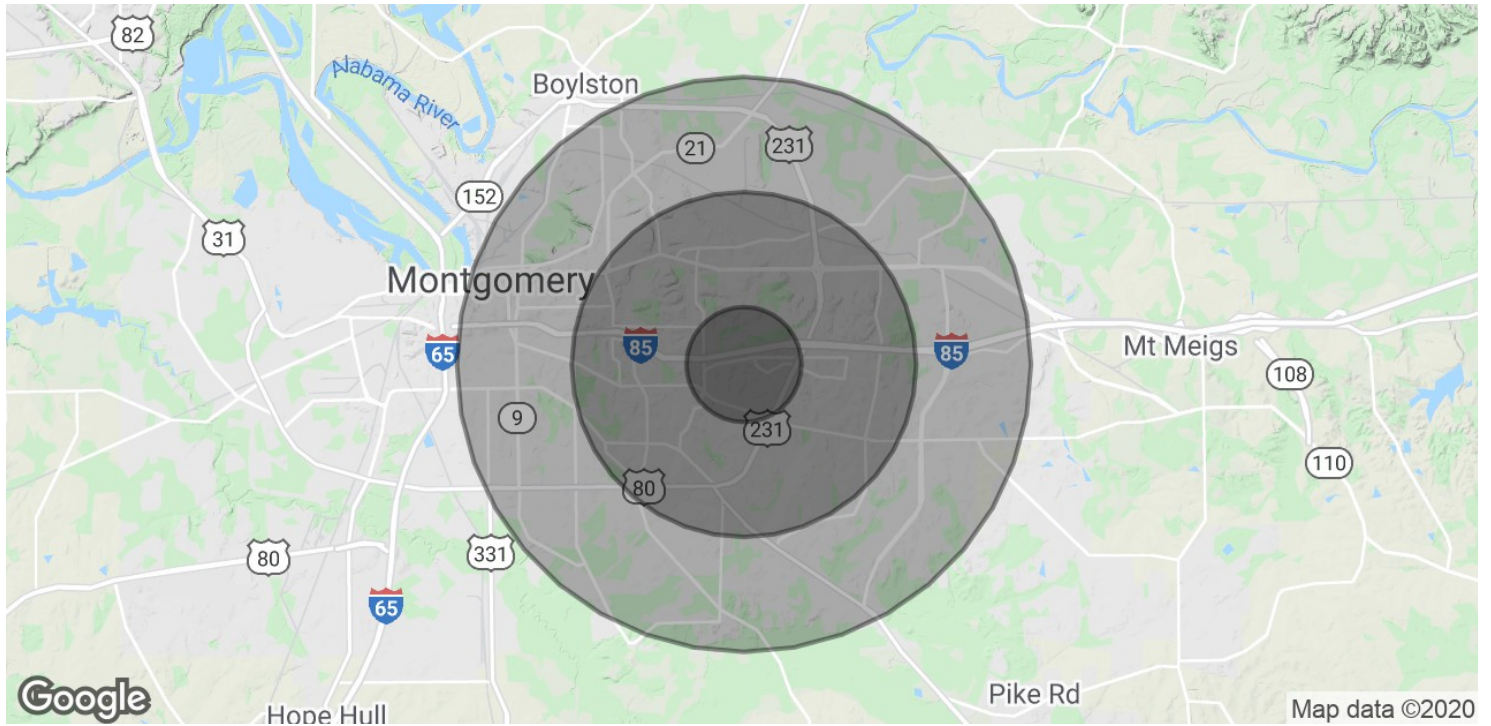 82
Alabama River
Boylston
21
231
152
31
Montgomery
65
85
85
Mt Meigs
108
9
231
110
80
331
80
65
Pike Rd
Google
Hope Hull
Map data ©2020